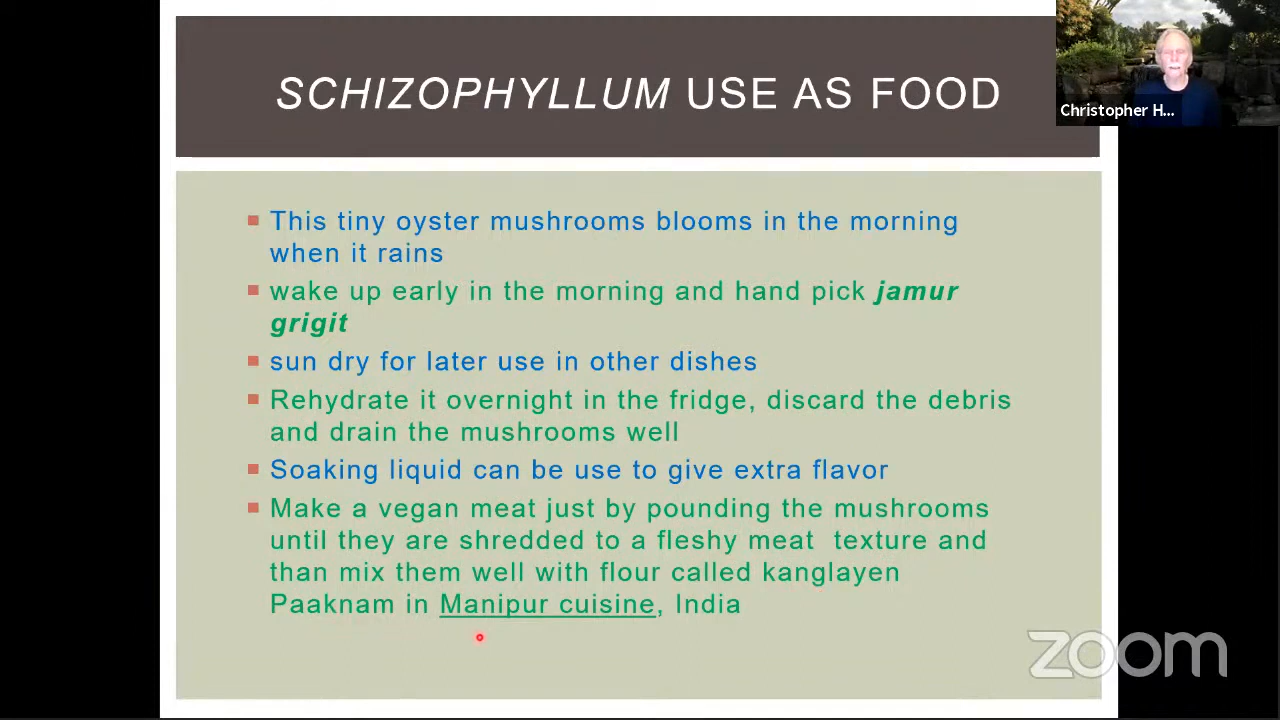 SCHIZOPHYLLUM USE AS FOOD
Christopher H...
This tiny oyster mushrooms blooms in the morning
when it rains
wake up early in the morning and hand pick jamur
grigit
sun dry for later use in other dishes
Rehydrate it overnight in the fridge, discard the debris
and drain the mushrooms well
Soaking liquid can be use to give extra flavor
Make a vegan meat just by pounding the mushrooms
until they are shredded to a fleshy meat texture and
than mix them well with flour called kanglayen
Paaknam in Manipur cuisine, India
zoom